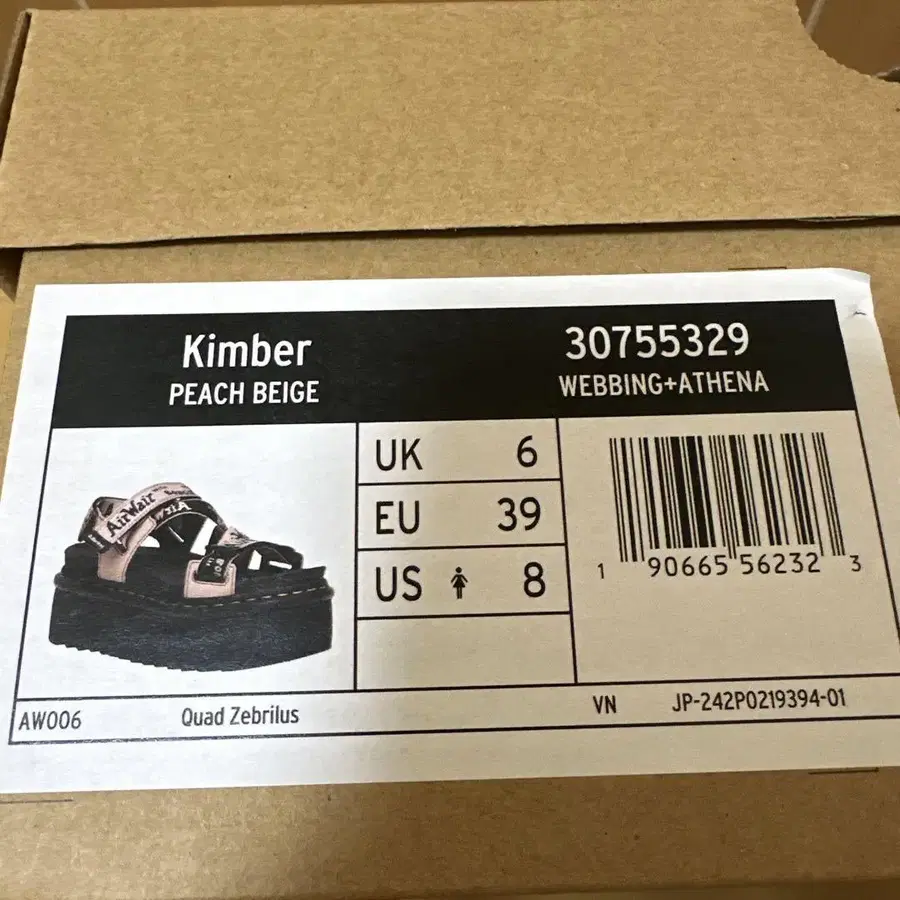 Kimber
PEACH BEIGE
30755329
WEBBING+ATHENA
AirWair
UK 6
EU 39
US 8
1 90665 56232 3
AW006
Quad Zebrilus
VN
JP-242P0219394-01